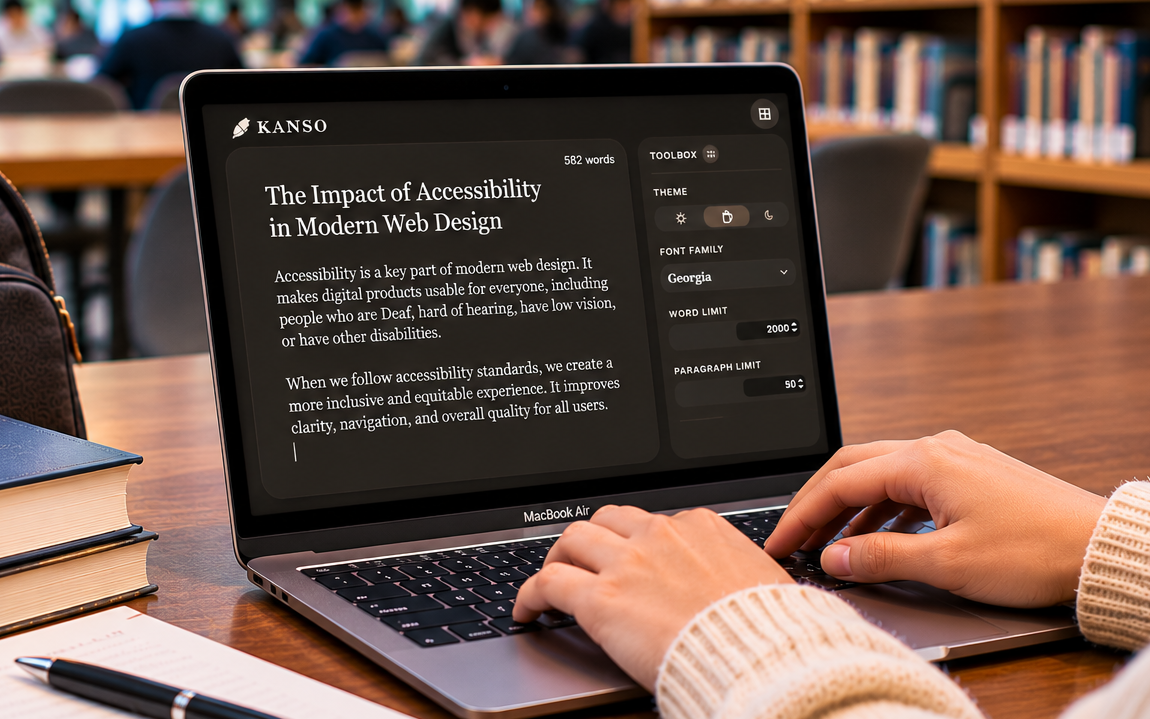 KANSO
582 words
The Impact of Accessibility
in Modern Web Design
Accessibility is a key part of modern web design. It
makes digital products usable for everyone, including
people who are Deaf, hard of hearing, have low vision,
or have other disabilities.
When we follow accessibility standards, we create a
more inclusive and equitable experience. It improves
clarity, navigation, and overall quality for all users.
TOOLBOX
THEME
FONT FAMILY
Georgia
WORD LIMIT
2000
PARAGRAPH LIMIT
50
MacBook Air